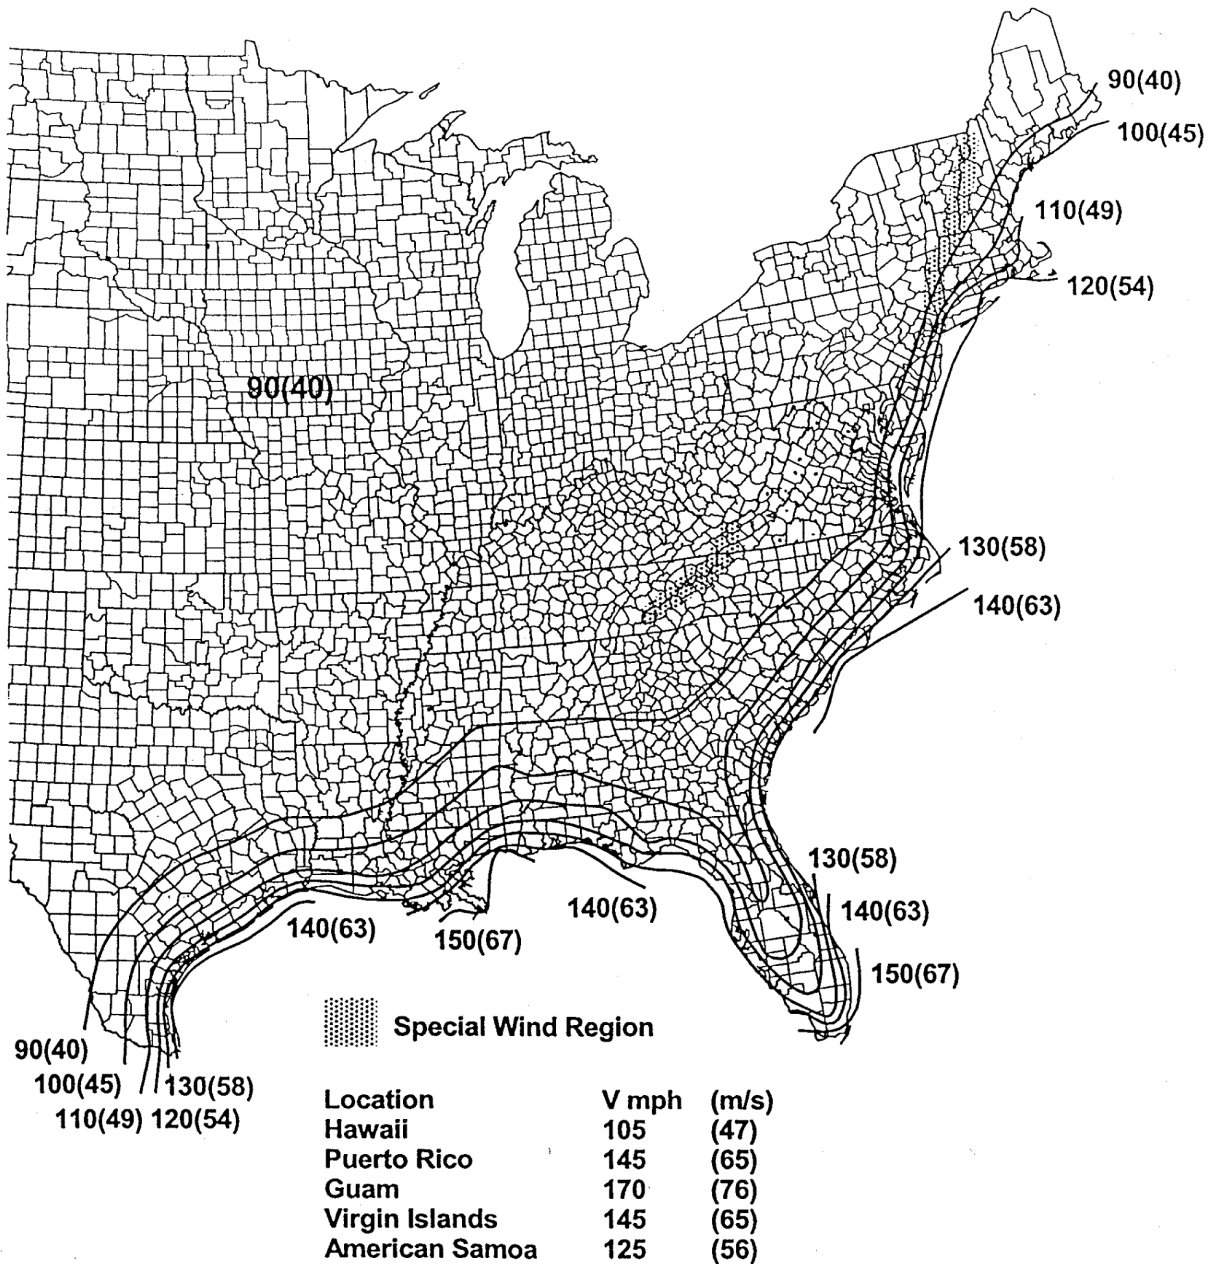 90(40)
100(45)
110(49)
120(54)
90(40)
130(58)
140(63)
130(58)
140(63)
140(63)
140(63)
150(67)
150(67)
Special Wind Region
90(40)
100(45)
130(58)
110(49)
120(54)
Location V mph (m/s)
Hawaii 105 (47)
Puerto Rico 145 (65)
Guam 170 (76)
Virgin Islands 145 (65)
American Samoa 125 (56)